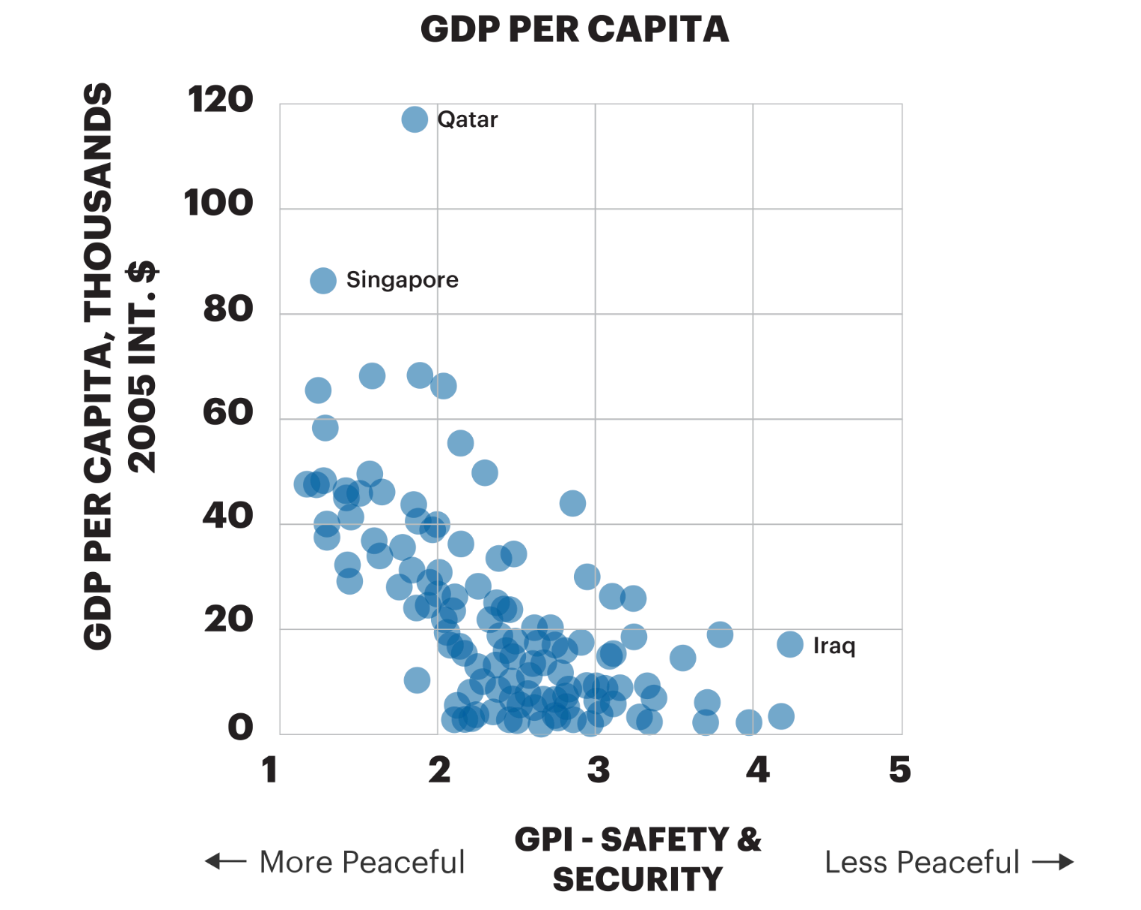 GDP PER CAPITA
GDP PER CAPITA, THOUSANDS
2005 INT. $
120
100
80
60
40
20
0
Qatar
Singapore
Iraq
1 2 3 4 5
GPI - SAFETY &
SECURITY
← More Peaceful
Less Peaceful →